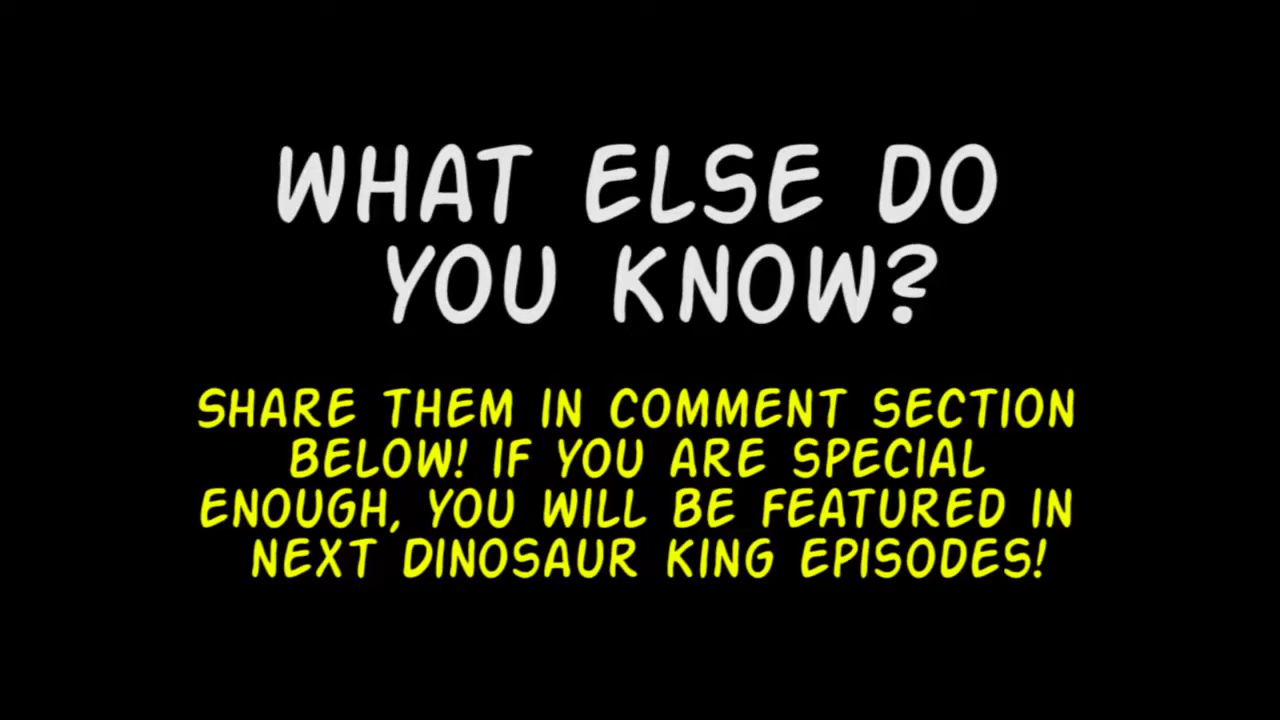 WHAT ELSE DO
YOU KNOW?
SHARE THEM IN COMMENT SECTION
BELOW! IF YOU ARE SPECIAL
ENOUGH, YOU WILL BE FEATURED IN
NEXT DINOSAUR KING EPISODES!